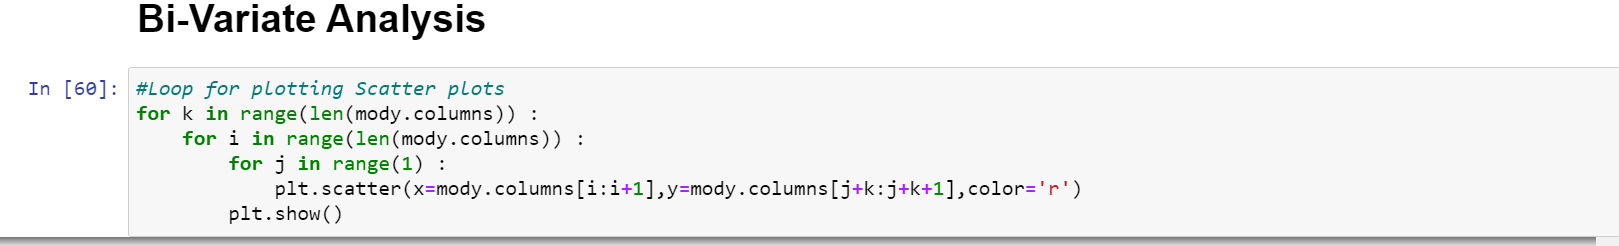 Bi-Variate Analysis
In [60]: #Loop for plotting Scatter plots
for k in range(len(mody.columns)) :
    for i in range(len(mody.columns)) :
        for j in range(1) :
            plt.scatter(x=mody.columns[i:i+1],y=mody.columns[j+k:j+k+1],color='r')
        plt.show()